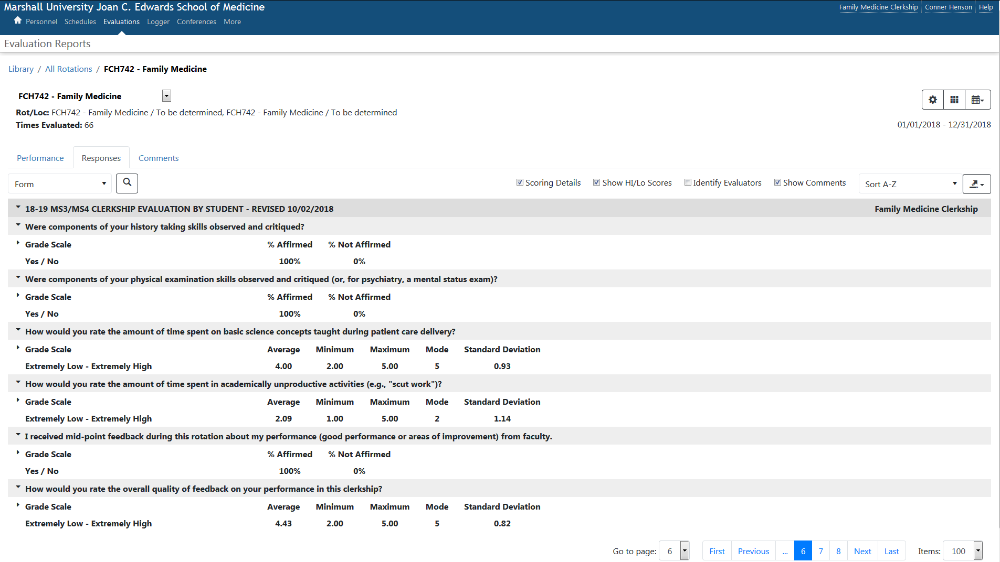 Marshall University Joan C. Edwards School of Medicine
Family Medicine Clerkship Conner Henson Help
Personnel Schedules Evaluations Logger Conferences More
Evaluation Reports
Library / All Rotations / FCH742 - Family Medicine
FCH742 - Family Medicine
Rot/Loc: FCH742 - Family Medicine / To be determined, FCH742 - Family Medicine / To be determined
Times Evaluated: 66
01/01/2018 - 12/31/2018
Performance Responses Comments
Form Scoring Details Show HI/Lo Scores Identify Evaluators Show Comments Sort A-Z
18-19 MS3/MS4 CLERKSHIP EVALUATION BY STUDENT - REVISED 10/02/2018 Family Medicine Clerkship
Were components of your history taking skills observed and critiqued?
Grade Scale % Affirmed % Not Affirmed
Yes / No 100% 0%
Were components of your physical examination skills observed and critiqued (or, for psychiatry, a mental status exam)?
Grade Scale % Affirmed % Not Affirmed
Yes / No 100% 0%
How would you rate the amount of time spent on basic science concepts taught during patient care delivery?
Grade Scale Average Minimum Maximum Mode Standard Deviation
Extremely Low - Extremely High 4.00 2.00 5.00 5 0.93
How would you rate the amount of time spent in academically unproductive activities (e.g., "scut work")?
Grade Scale Average Minimum Maximum Mode Standard Deviation
Extremely Low - Extremely High 2.09 1.00 5.00 2 1.14
I received mid-point feedback during this rotation about my performance (good performance or areas of improvement) from faculty.
Grade Scale % Affirmed % Not Affirmed
Yes / No 100% 0%
How would you rate the overall quality of feedback on your performance in this clerkship?
Grade Scale Average Minimum Maximum Mode Standard Deviation
Extremely Low - Extremely High 4.43 2.00 5.00 5 0.82
Go to page: 6 First Previous ... 6 7 8 Next Last Items: 100